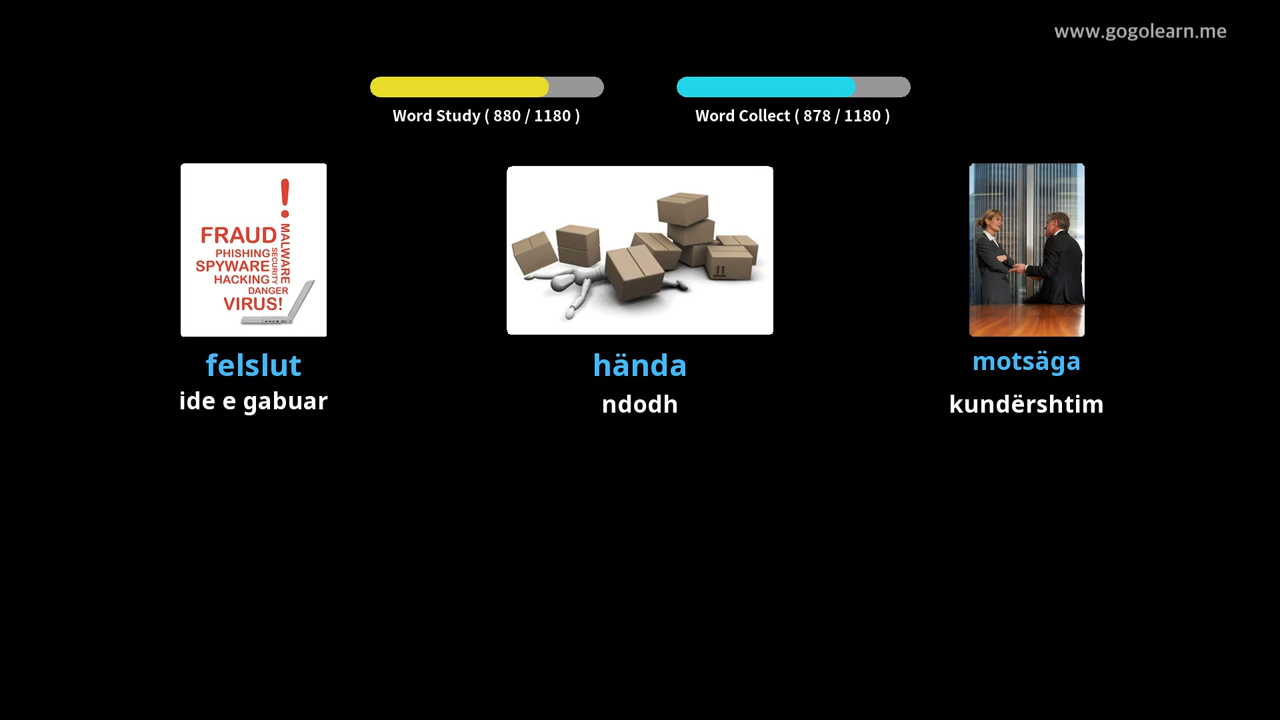 www.gogolearn.me
Word Study ( 880 / 1180 )
Word Collect ( 878 / 1180 )
!
FRAUD
MALWARE
PHISHING
SECURITY
SPYWARE
HACKING
DANGER
VIRUS!
felslut
hända
motsäga
ide e gabuar
ndodh
kundërshtim